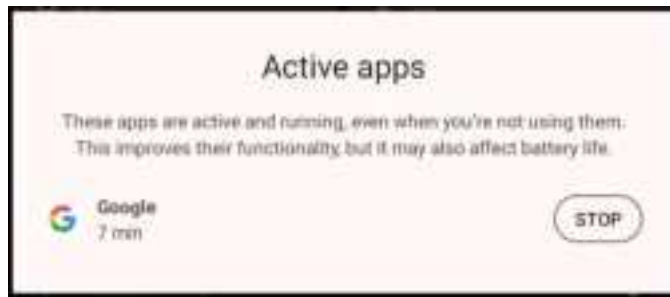 Active apps
These apps are active and running, even when you're not using them.
This improves their functionality, but it may also affect battery life.
Google
7 min
STOP